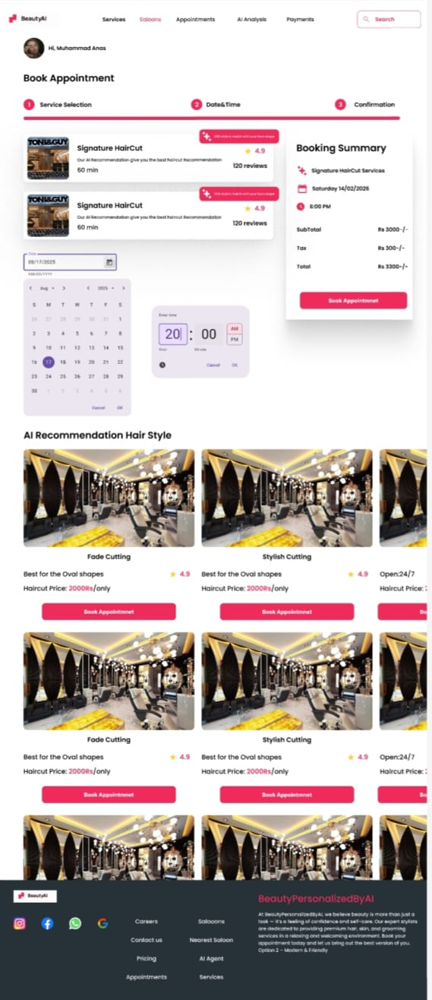 BeautyAI
Services
Saloons
Appointments
AI Analysis
Payments
Search
Hi, Muhammad Anas
Book Appointment
1 Service Selection
2 Date&Time
3 Confirmation
TONI&GUY
Signature HairCut
Our AI Recommendation give you the best haircut Recommendation
60 min
4.9
120 reviews
TONI&GUY
Signature HairCut
Our AI Recommendation give you the best haircut Recommendation
60 min
4.9
120 reviews
Booking Summary
Signature HairCut Services
Saturday 14/02/2026
6:00 PM
SubTotal Rs 3000-/-
Tax Rs 300-/-
Total Rs 3300-/-
Book Appointmnet
Date
08/17/2025
MM/DD/YYYY
Aug 2025
S M T W T F S
26 27 28 29 30 31 1
2 3 4 5 6 7 8
9 10 11 12 13 14 15
16 17 18 19 20 21 22
23 24 25 26 27 28 29
30 1 2 3 4 5 6
Cancel OK
Enter time
20 : 00
AM
PM
Hour Minute
Cancel OK
AI Recommendation Hair Style
Fade Cutting
Best for the Oval shapes 4.9
Haircut Price: 2000Rs/only
Book Appointmnet
Stylish Cutting
Best for the Oval shapes 4.9
Haircut Price: 2000Rs/only
Book Appointmnet
Open:24/7
Haircut Price: 2
Bo
Fade Cutting
Best for the Oval shapes 4.9
Haircut Price: 2000Rs/only
Book Appointmnet
Stylish Cutting
Best for the Oval shapes 4.9
Haircut Price: 2000Rs/only
Book Appointmnet
Open:24/7
Haircut Price: 2
Bo
BeautyAI
Careers
Contact us
Pricing
Appointments
Salooons
Nearest Saloon
AI Agent
Services
BeautyPersonalizedByAI
At BeautyPersonalizedByAI, we believe beauty is more than just a
look — it's a feeling of confidence and self-care. Our expert stylists
are dedicated to providing premium hair, skin, and grooming
services in a relaxing and welcoming environment. Book your
appointment today and let us bring out the best version of you.
Option 2 – Modern & Friendly